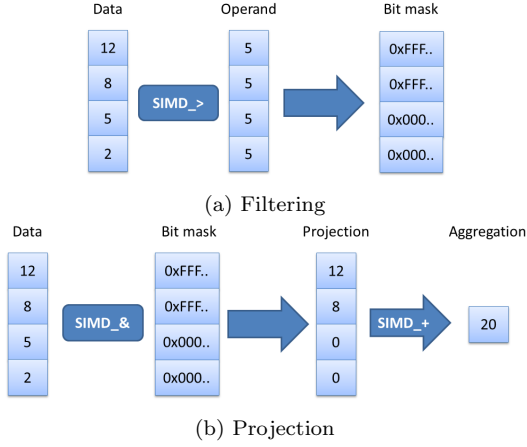 Data Operand Bit mask
12 5 0xFFF..
8 5 0xFFF..
SIMD_>
5 5 0x000..
2 5 0x000..
(a) Filtering
Data Bit mask Projection Aggregation
12 0xFFF.. 12
8 0xFFF.. 8
SIMD_& SIMD_+ 20
5 0x000.. 0
2 0x000.. 0
(b) Projection